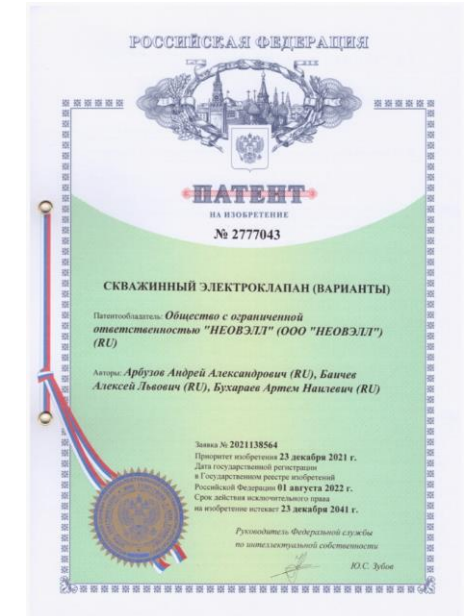 РОССИЙСКАЯ ФЕДЕРАЦИЯ
ПАТЕНТ
НА ИЗОБРЕТЕНИЕ
№ 2777043
СКВАЖИННЫЙ ЭЛЕКТРОКЛАПАН (ВАРИАНТЫ)
Патентообладатель: Общество с ограниченной
ответственностью "НЕОВЭЛЛ" (ООО "НЕОВЭЛЛ")
(RU)
Авторы: Арбузов Андрей Александрович (RU), Баичев
Алексей Львович (RU), Бухараев Артем Наилевич (RU)
Заявка № 2021138564
Приоритет изобретения 23 декабря 2021 г.
Дата государственной регистрации
в Государственном реестре изобретений
Российской Федерации 01 августа 2022 г.
Срок действия исключительного права
на изобретение истекает 23 декабря 2041 г.
Руководитель Федеральной службы
по интеллектуальной собственности
Ю.С. Зубов